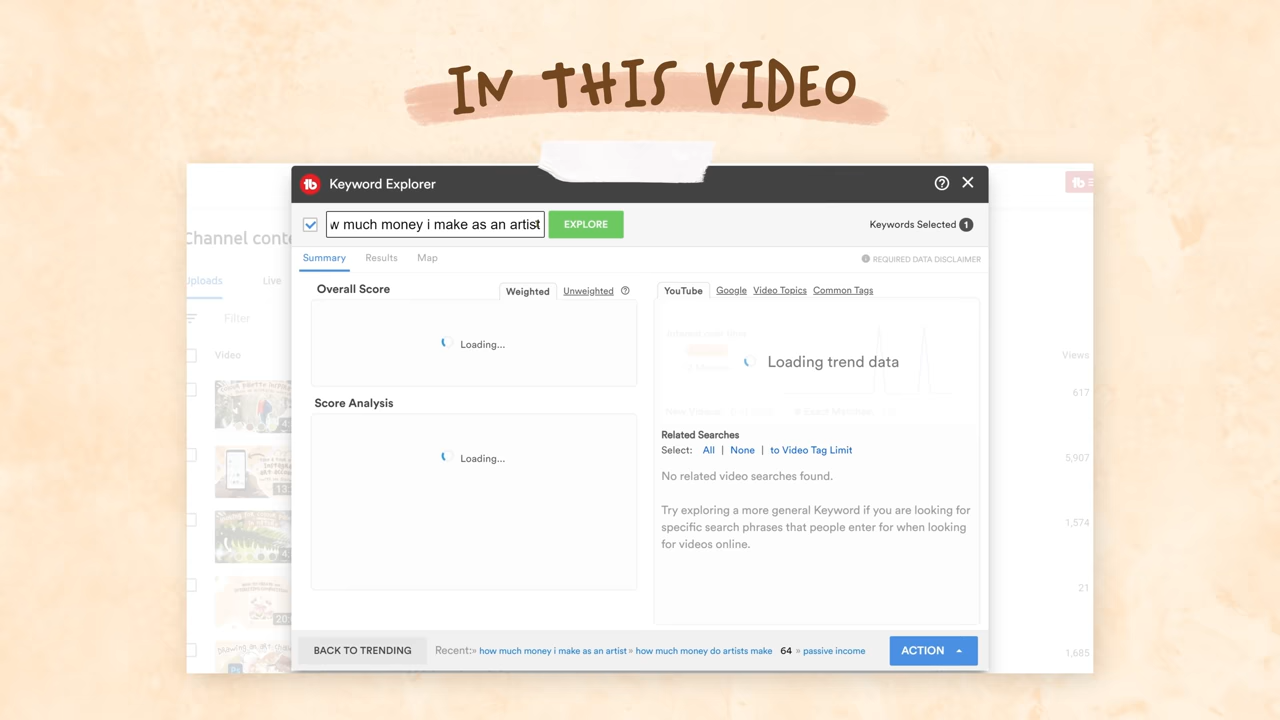 IN THIS VIDEO
tb Keyword Explorer
w much money i make as an artist EXPLORE Keywords Selected 1
Channel conte
Summary Results Map REQUIRED DATA DISCLAIMER
Uploads Live
Overall Score Weighted Unweighted
YouTube Google Video Topics Common Tags
Filter
Loading...
Loading trend data
Video
Views
617
Score Analysis
Loading...
Related Searches
Select: All | None | to Video Tag Limit
5,907
No related video searches found.
Try exploring a more general Keyword if you are looking for
specific search phrases that people enter for when looking
for videos online.
1,574
21
BACK TO TRENDING Recent:» how much money i make as an artist » how much money do artists make 64 » passive income ACTION
1,685